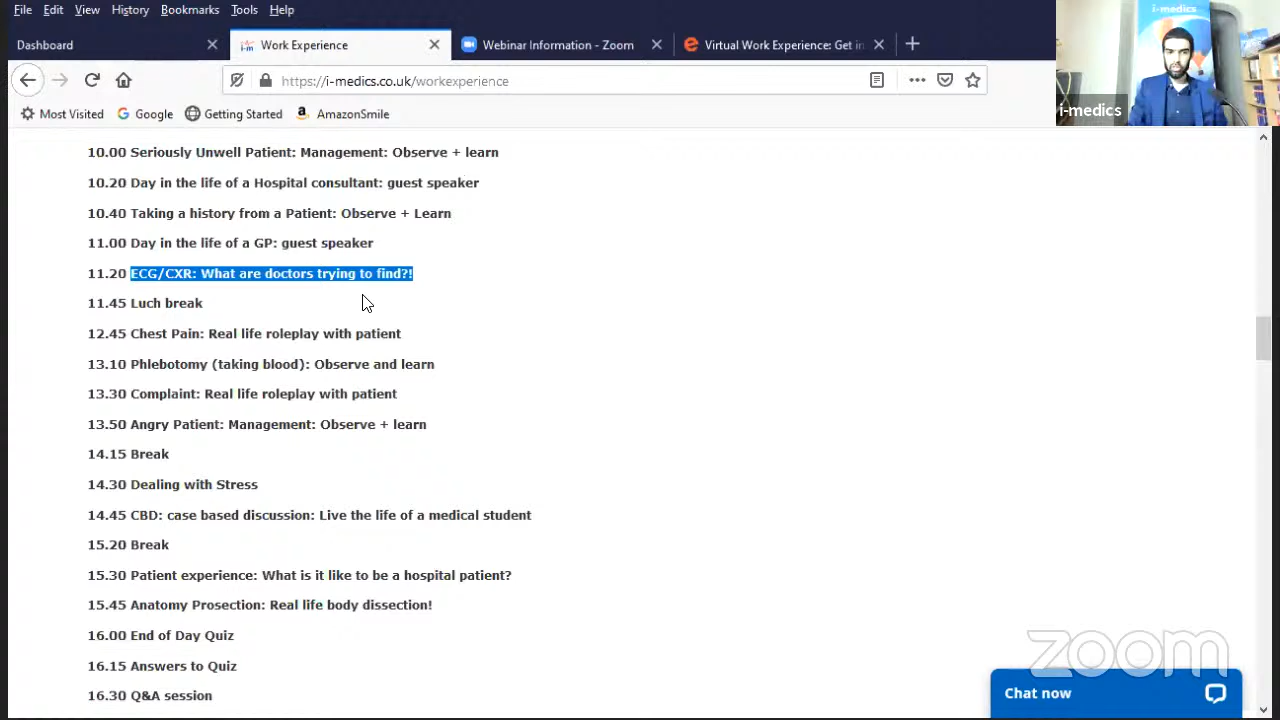 File Edit View History Bookmarks Tools Help
i-medics
Dashboard
Work Experience
Webinar Information - Zoom
Virtual Work Experience: Get in
https://i-medics.co.uk/workexperience
Most Visited Google Getting Started AmazonSmile
i-medics
10.00 Seriously Unwell Patient: Management: Observe + learn
10.20 Day in the life of a Hospital consultant: guest speaker
10.40 Taking a history from a Patient: Observe + Learn
11.00 Day in the life of a GP: guest speaker
11.20 ECG/CXR: What are doctors trying to find?!
11.45 Luch break
12.45 Chest Pain: Real life roleplay with patient
13.10 Phlebotomy (taking blood): Observe and learn
13.30 Complaint: Real life roleplay with patient
13.50 Angry Patient: Management: Observe + learn
14.15 Break
14.30 Dealing with Stress
14.45 CBD: case based discussion: Live the life of a medical student
15.20 Break
15.30 Patient experience: What is it like to be a hospital patient?
15.45 Anatomy Prosection: Real life body dissection!
16.00 End of Day Quiz
16.15 Answers to Quiz
16.30 Q&A session
zoom
Chat now